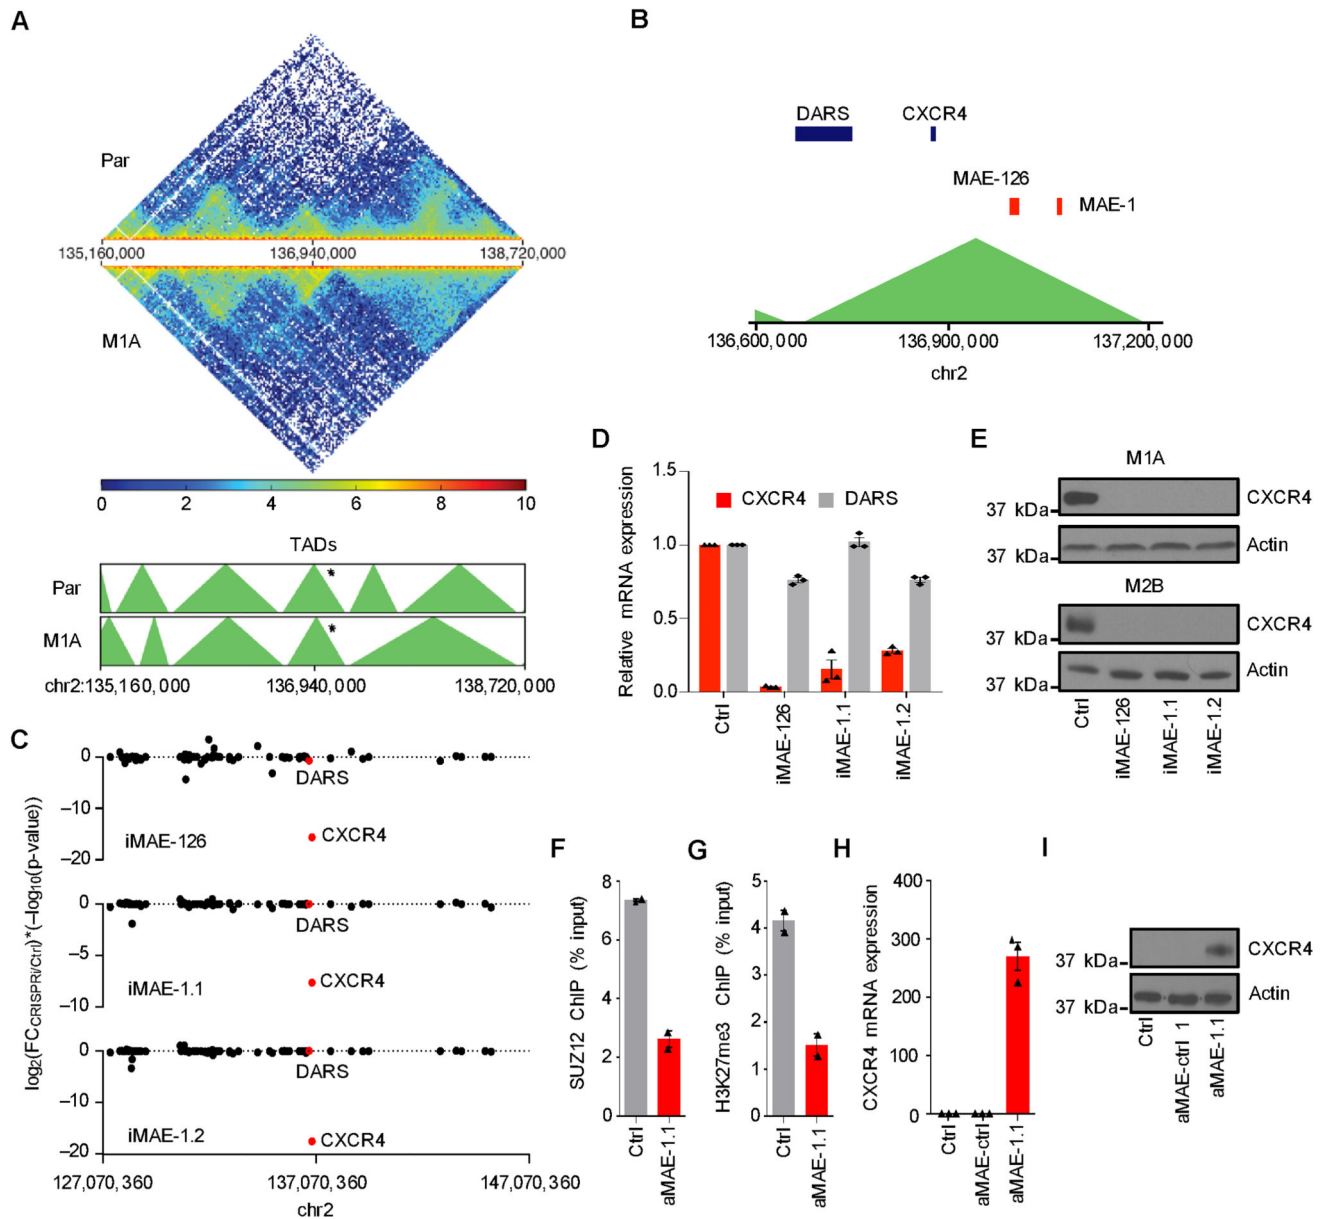 A
Par
135,160,000
136,940,000
138,720,000
M1A
0 2 4 6 8 10
TADs
Par
*
M1A
*
chr2:135,160,000
136,940,000
138,720,000
B
DARS
CXCR4
MAE-126
MAE-1
136,600,000
136,900,000
137,200,000
chr2
C
log2(FCCRISPRi/Ctrl)*(−log10(p-value))
0
−10
−20
DARS
iMAE-126
CXCR4
0
−5
−10
DARS
iMAE-1.1
CXCR4
0
−10
−20
DARS
iMAE-1.2
CXCR4
127,070,360
137,070,360
147,070,360
chr2
D
Relative mRNA expression
1.5
1.0
0.5
0.0
CXCR4
DARS
Ctrl
iMAE-126
iMAE-1.1
iMAE-1.2
E
M1A
37 kDa
CXCR4
37 kDa
Actin
M2B
37 kDa
CXCR4
37 kDa
Actin
Ctrl
iMAE-126
iMAE-1.1
iMAE-1.2
F
SUZ12 ChIP (% input)
8
6
4
2
0
Ctrl
aMAE-1.1
G
H3K27me3 ChIP (% input)
5
4
3
2
1
0
Ctrl
aMAE-1.1
H
CXCR4 mRNA expression
400
300
200
100
0
Ctrl
aMAE-ctrl
aMAE-1.1
I
37 kDa
CXCR4
37 kDa
Actin
Ctrl
aMAE-ctrl 1
aMAE-1.1